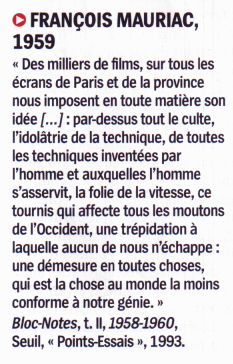 FRANÇOIS MAURIAC,
1959
« Des milliers de films, sur tous les
écrans de Paris et de la province
nous imposent en toute matière son
idée [...] : par-dessus tout le culte,
l'idolâtrie de la technique, de toutes
les techniques inventées par
l'homme et auxquelles l'homme
s'asservit, la folie de la vitesse, ce
tournis qui affecte tous les moutons
de l'Occident, une trépidation à
laquelle aucun de nous n'échappe :
une démesure en toutes choses,
qui est la chose au monde la moins
conforme à notre génie. »
Bloc-Notes, t. II, 1958-1960,
Seuil, « Points-Essais », 1993.